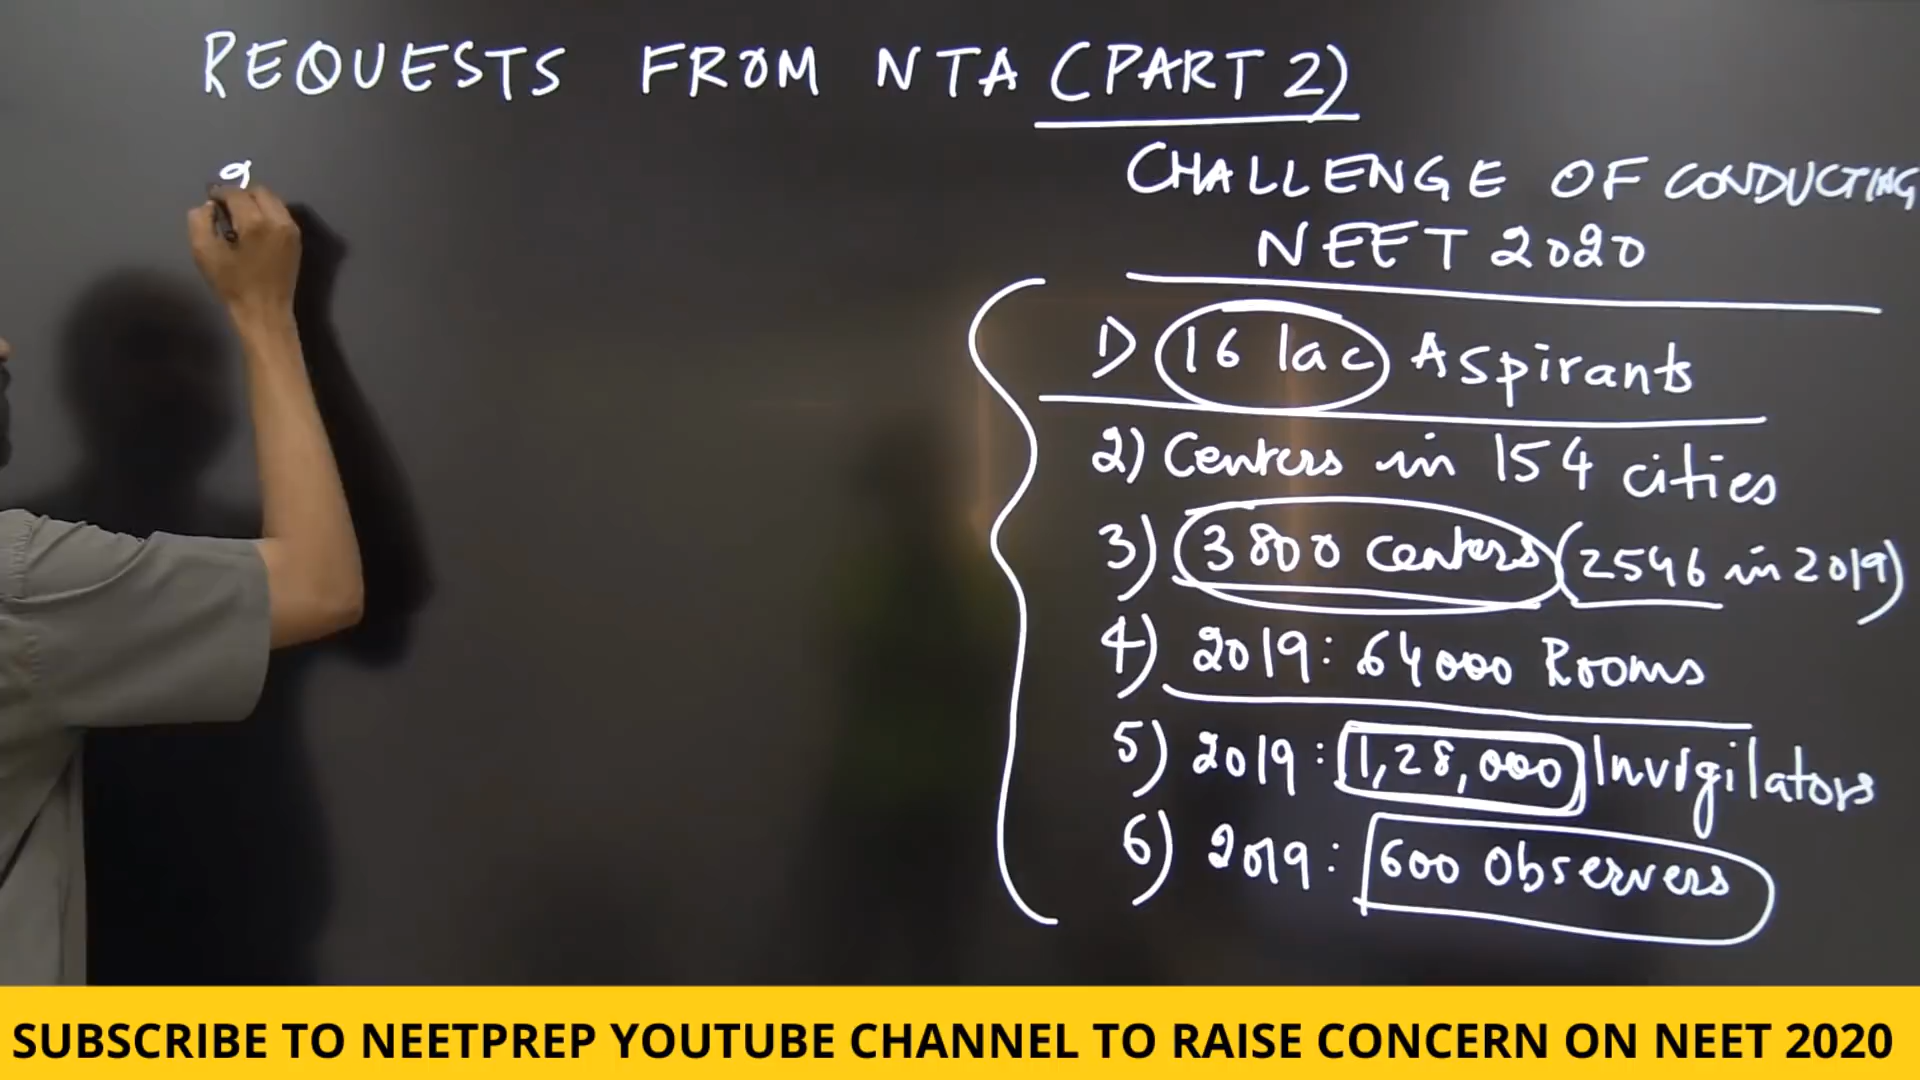 REQUESTS FROM NTA (PART 2)
CHALLENGE OF CONDUCTING
NEET 2020
1) 16 lac Aspirants
2) Centers in 154 cities
3) 3800 centers (2546 in 2019)
4) 2019: 64000 Rooms
5) 2019: 1,28,000 Invigilators
6) 2019: 600 Observers
SUBSCRIBE TO NEETPREP YOUTUBE CHANNEL TO RAISE CONCERN ON NEET 2020